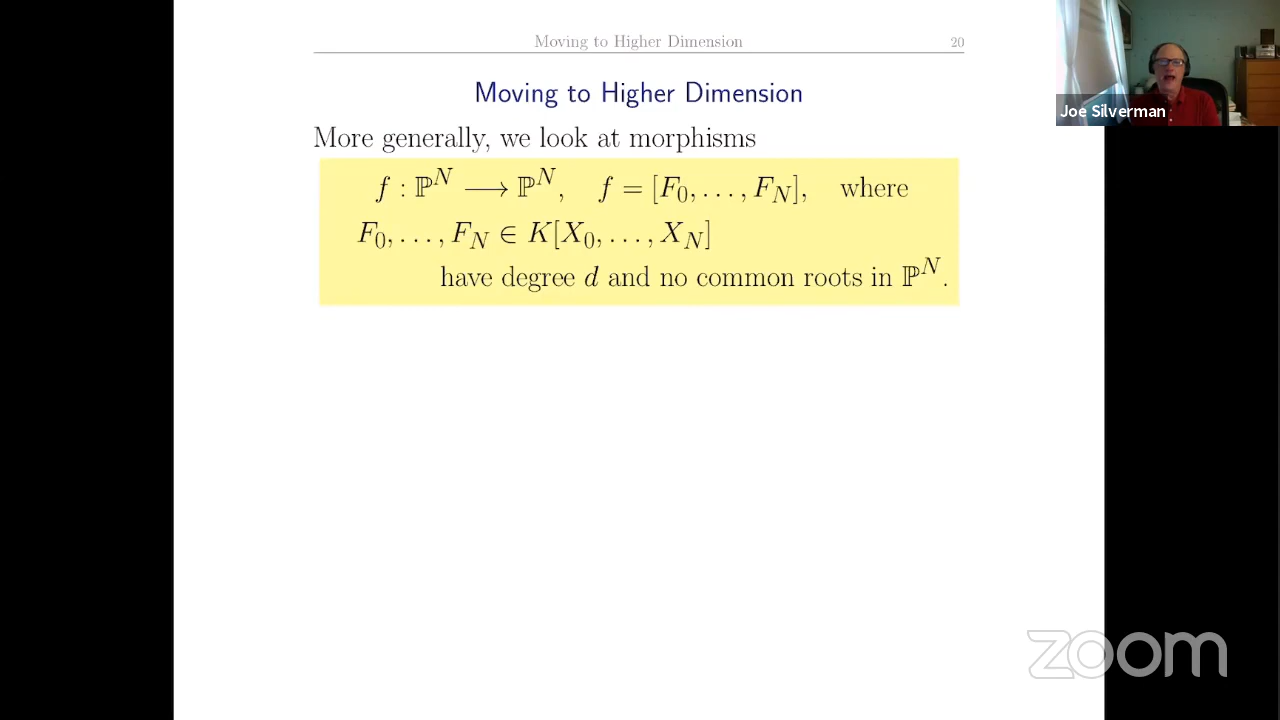 Moving to Higher Dimension 20
Moving to Higher Dimension
More generally, we look at morphisms
f : ℙ^N ⟶ ℙ^N, f = [F_0, . . . , F_N], where
F_0, . . . , F_N ∈ K[X_0, . . . , X_N]
have degree d and no common roots in ℙ^N.
Joe Silverman
zoom